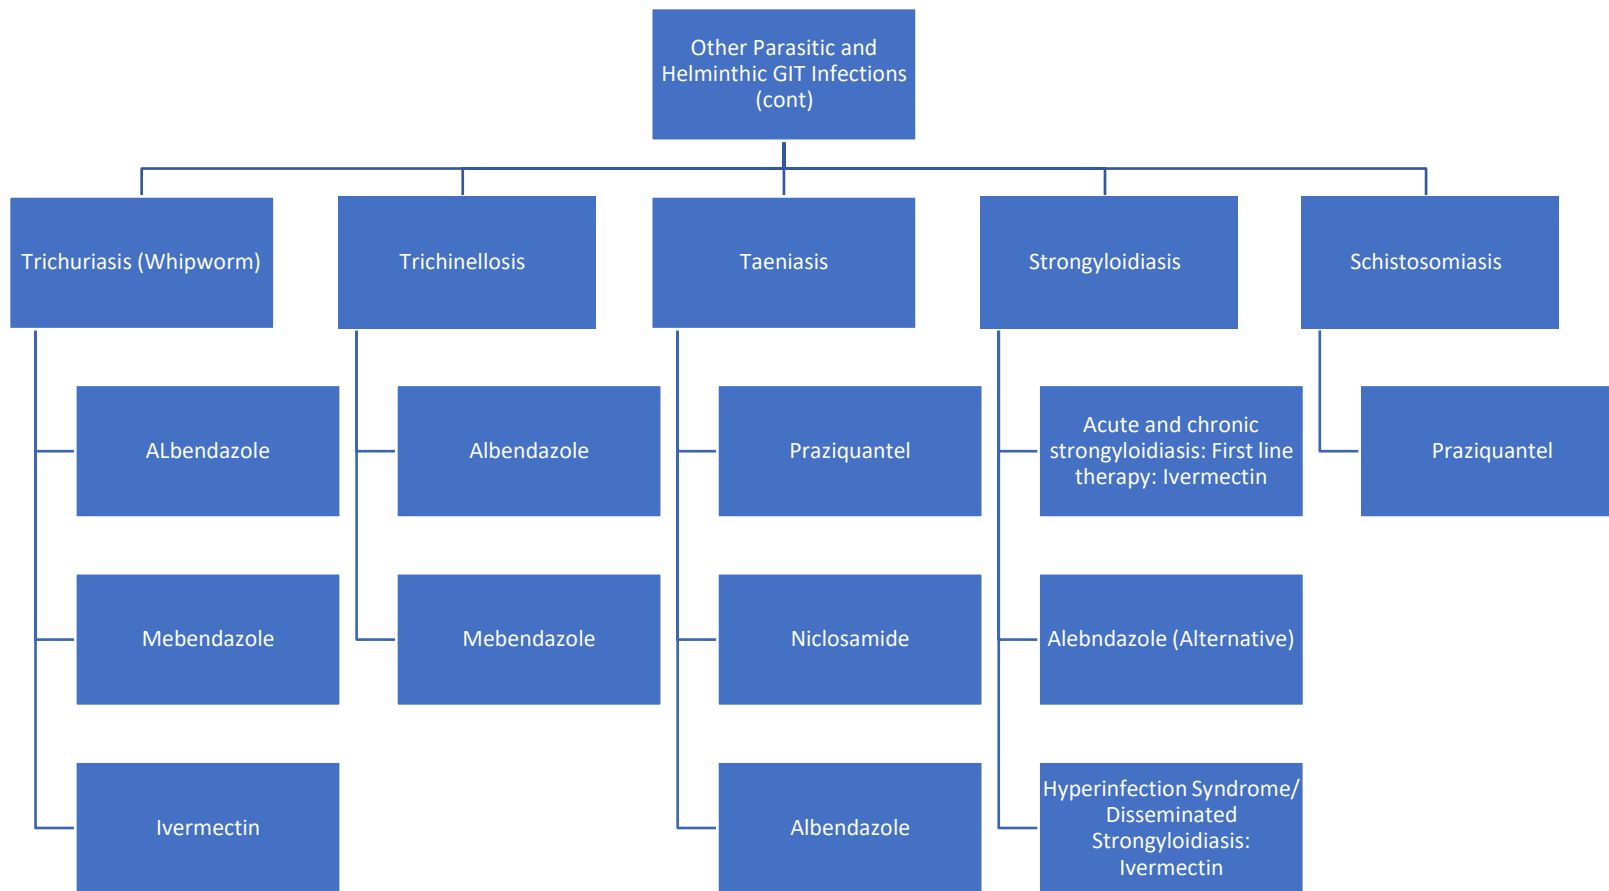 Other Parasitic and
Helminthic GIT Infections
(cont)
Trichuriasis (Whipworm)
Trichinellosis
Taeniasis
Strongyloidiasis
Schistosomiasis
ALbendazole
Albendazole
Praziquantel
Acute and chronic
strongyloidiasis: First line
therapy: Ivermectin
Praziquantel
Mebendazole
Mebendazole
Niclosamide
Alebndazole (Alternative)
Ivermectin
Albendazole
Hyperinfection Syndrome/
Disseminated
Strongyloidiasis:
Ivermectin